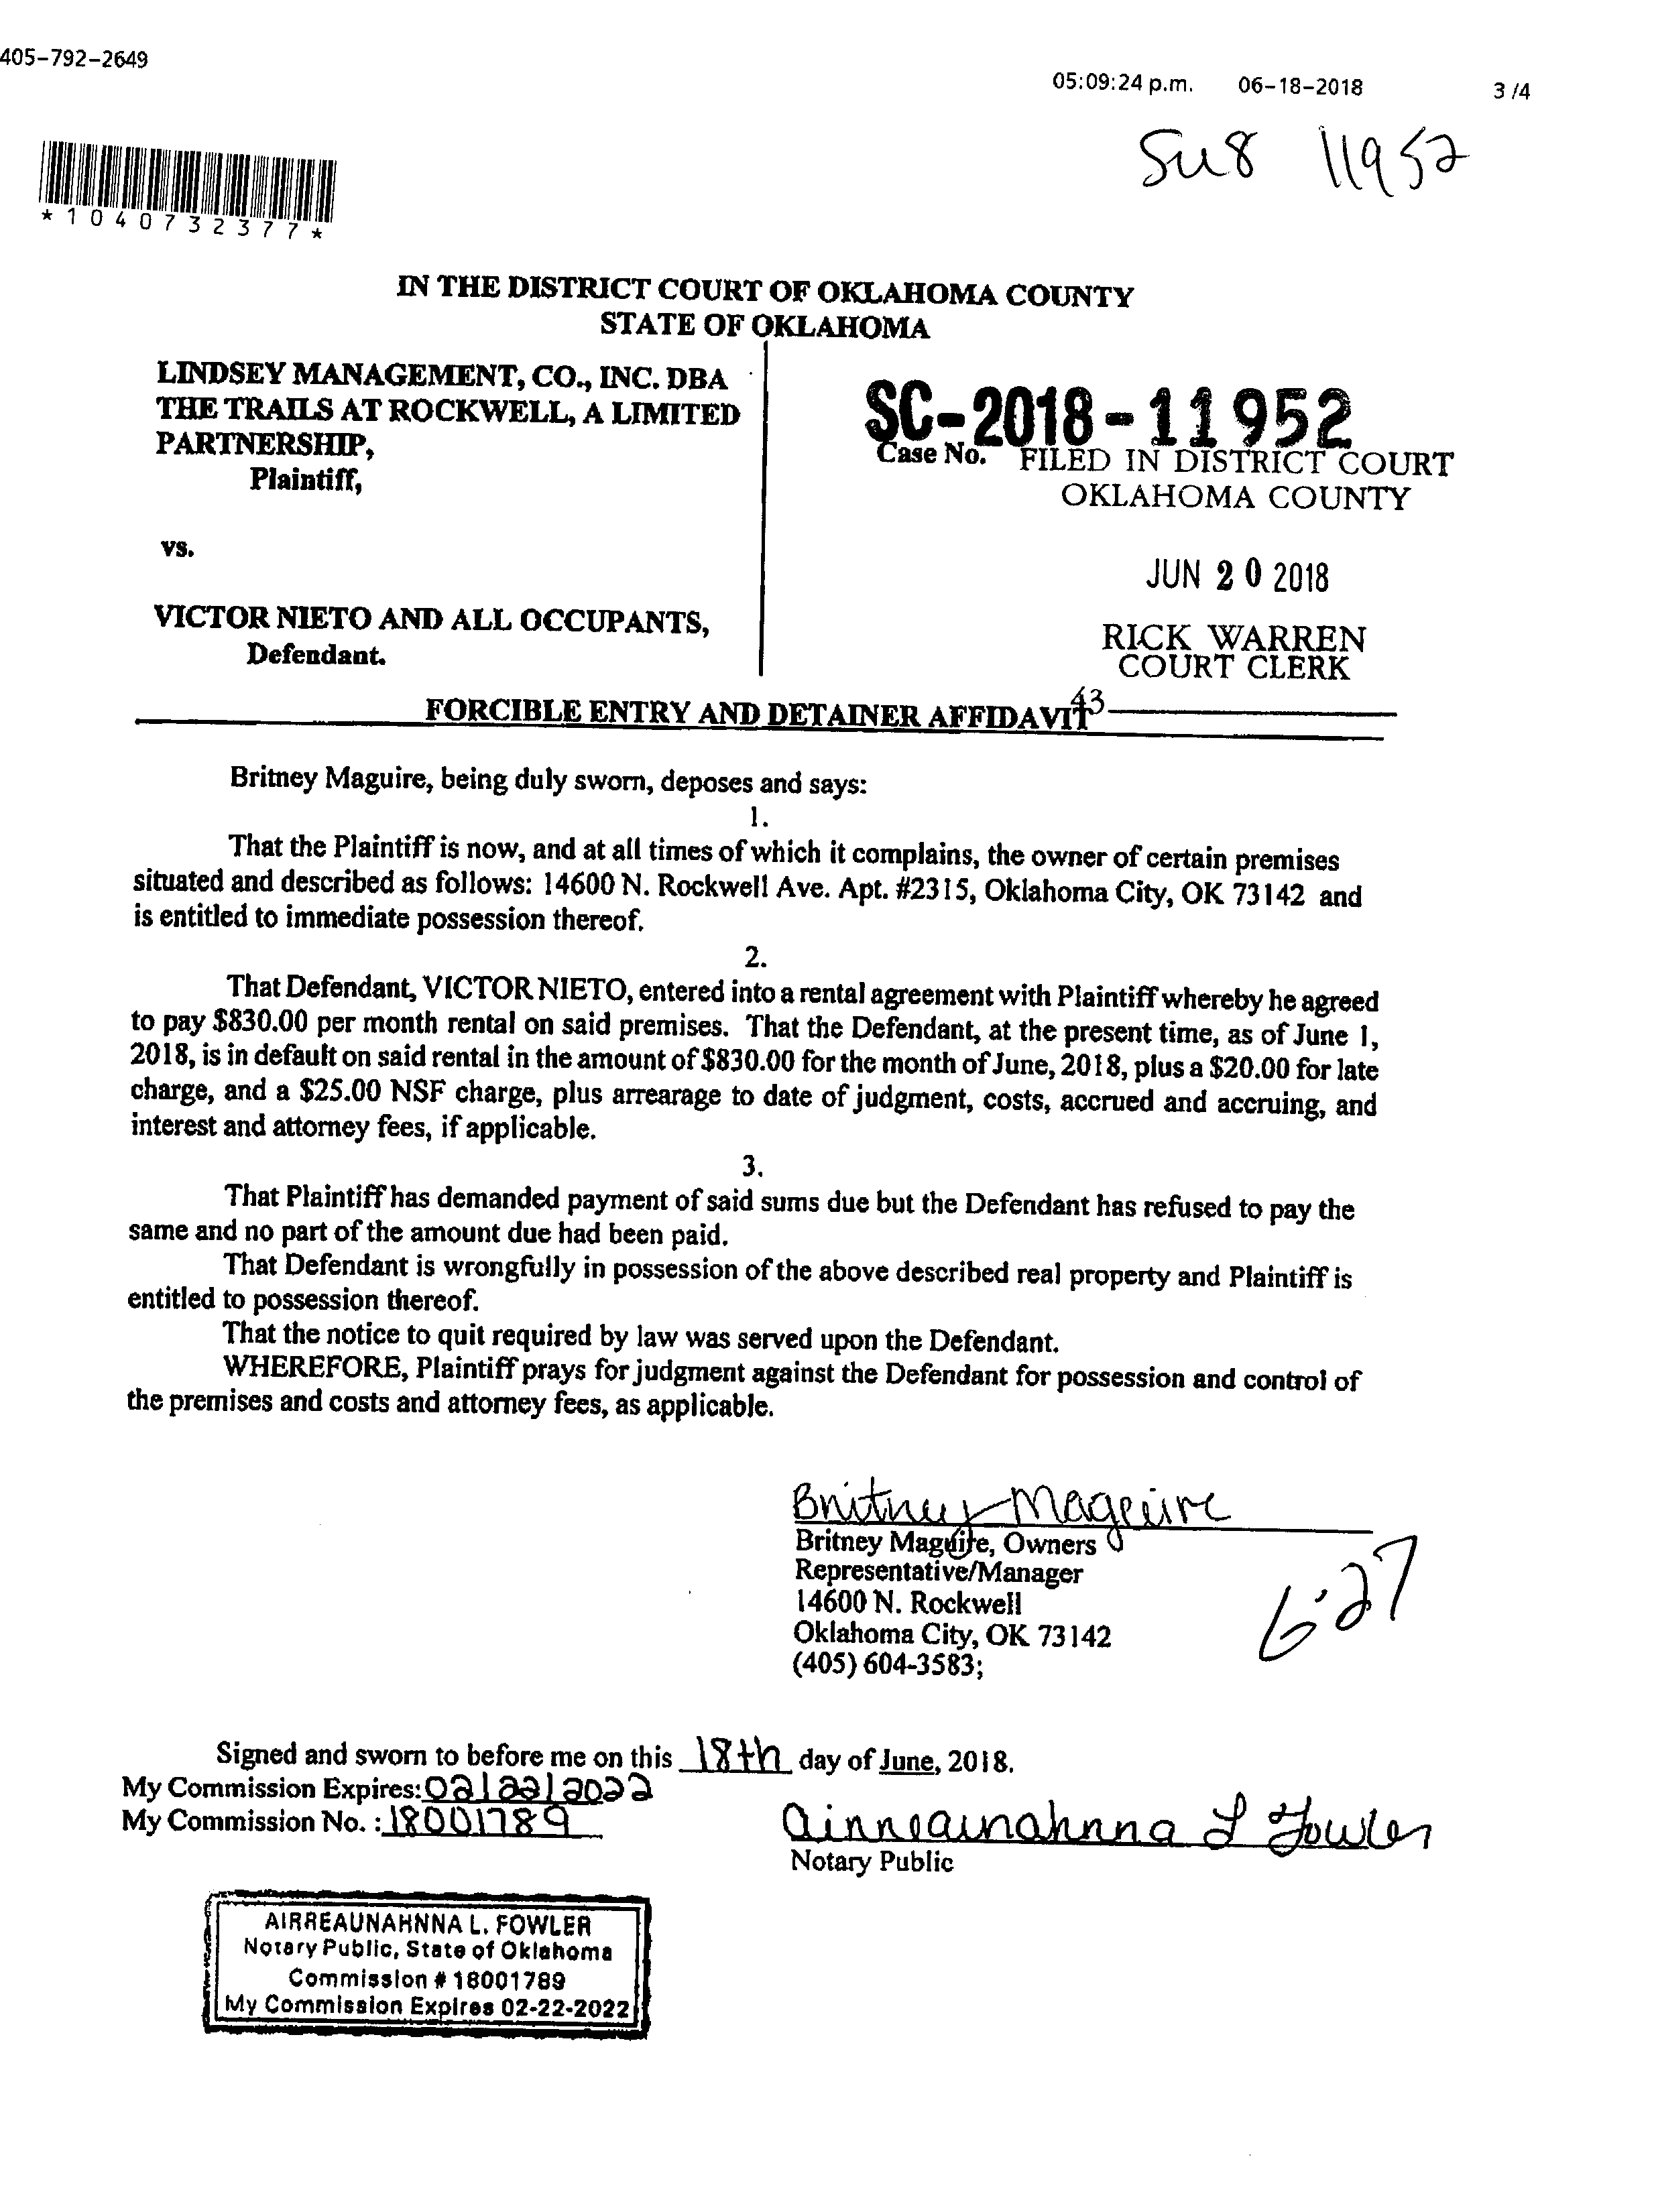 405-792-2649
05:09:24 p.m. 06-18-2018 3 /4
Su8 11952
*1040732377*
IN THE DISTRICT COURT OF OKLAHOMA COUNTY
STATE OF OKLAHOMA
LINDSEY MANAGEMENT, CO., INC. DBA
THE TRAILS AT ROCKWELL, A LIMITED
PARTNERSHIP,
Plaintiff,
vs.
VICTOR NIETO AND ALL OCCUPANTS,
Defendant.
SC-2018-11952
Case No.
FILED IN DISTRICT COURT
OKLAHOMA COUNTY
JUN 20 2018
RICK WARREN
COURT CLERK
43
FORCIBLE ENTRY AND DETAINER AFFIDAVIT
Britney Maguire, being duly sworn, deposes and says:
1.
That the Plaintiff is now, and at all times of which it complains, the owner of certain premises
situated and described as follows: 14600 N. Rockwell Ave. Apt. #2315, Oklahoma City, OK 73142 and
is entitled to immediate possession thereof.
2.
That Defendant, VICTOR NIETO, entered into a rental agreement with Plaintiff whereby he agreed
to pay $830.00 per month rental on said premises. That the Defendant, at the present time, as of June 1,
2018, is in default on said rental in the amount of $830.00 for the month of June, 2018, plus a $20.00 for late
charge, and a $25.00 NSF charge, plus arrearage to date of judgment, costs, accrued and accruing, and
interest and attorney fees, if applicable.
3.
That Plaintiff has demanded payment of said sums due but the Defendant has refused to pay the
same and no part of the amount due had been paid.
That Defendant is wrongfully in possession of the above described real property and Plaintiff is
entitled to possession thereof.
That the notice to quit required by law was served upon the Defendant.
WHEREFORE, Plaintiff prays for judgment against the Defendant for possession and control of
the premises and costs and attorney fees, as applicable.
Britney Maguire
Britney Maguire, Owners
Representative/Manager
14600 N. Rockwell
Oklahoma City, OK 73142
(405) 604-3583;
6-27
Signed and sworn to before me on this 18th day of June, 2018.
My Commission Expires: 02/22/2022
My Commission No. : 18001789
Airreaunahnna L Fowler
Notary Public
AIRREAUNAHNNA L. FOWLER
Notary Public, State of Oklahoma
Commission # 18001789
My Commission Expires 02-22-2022